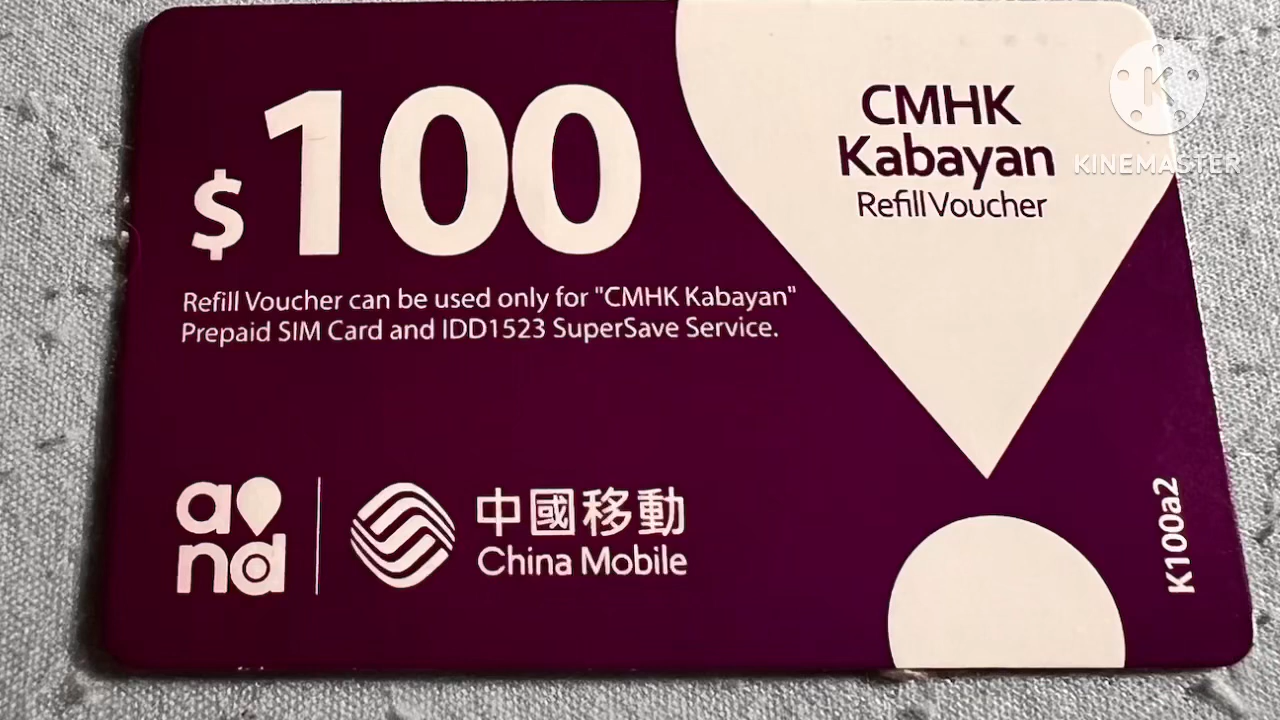 $100
CMHK
Kabayan
Refill Voucher
K
KINEMASTER
Refill Voucher can be used only for "CMHK Kabayan"
Prepaid SIM Card and IDD1523 SuperSave Service.
and
中國移動
China Mobile
K100a2